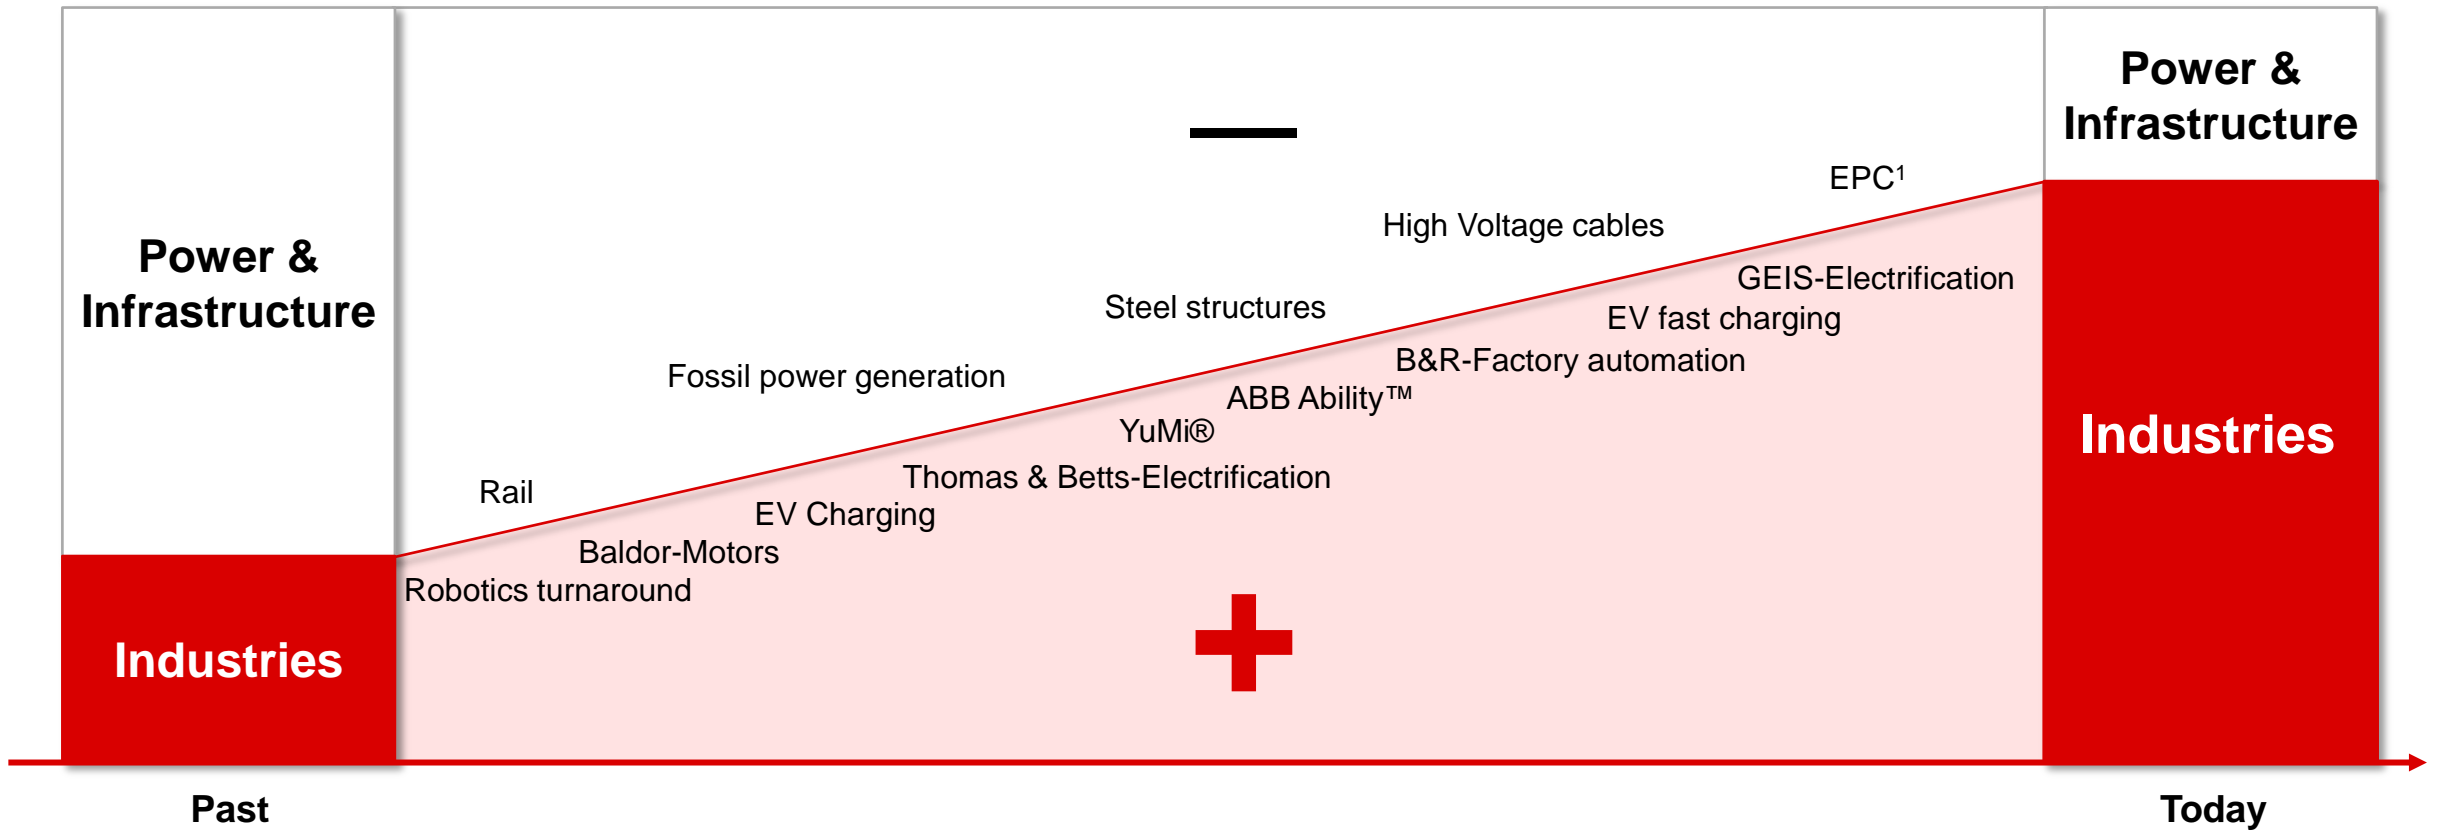 Power &
Infrastructure
Industries
Past
Rail
Fossil power generation
Steel structures
High Voltage cables
EPC¹
Robotics turnaround
Baldor-Motors
EV Charging
Thomas & Betts-Electrification
YuMi®
ABB Ability™
B&R-Factory automation
EV fast charging
GEIS-Electrification
Power &
Infrastructure
Industries
Today